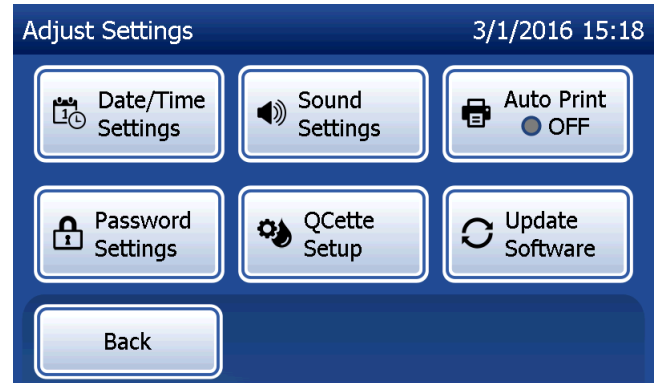 Adjust Settings 3/1/2016 15:18
Date/Time
Settings
Sound
Settings
Auto Print
OFF
Password
Settings
QCette
Setup
Update
Software
Back